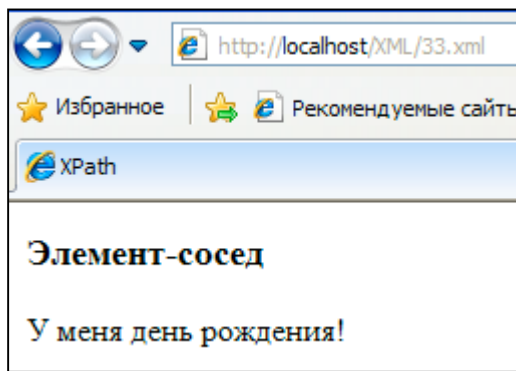 http://localhost/XML/33.xml
Избранное
Рекомендуемые сайты
XPath
Элемент-сосед
У меня день рождения!